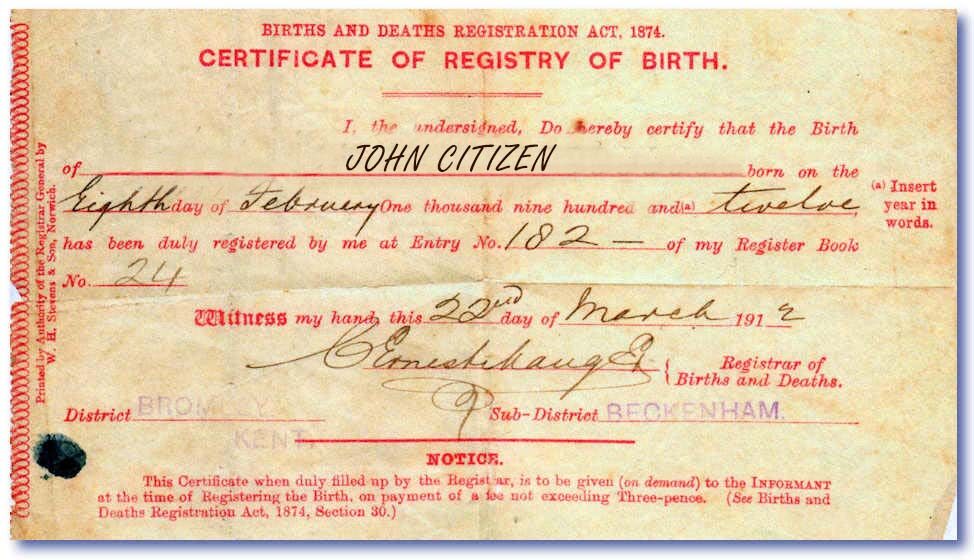 BIRTHS AND DEATHS REGISTRATION ACT, 1874.
CERTIFICATE OF REGISTRY OF BIRTH.
I, the undersigned, Do hereby certify that the Birth
of JOHN CITIZEN born on the
Eighth day of February One thousand nine hundred and (a) twelve,
has been duly registered by me at Entry No. 182 — of my Register Book
No. 24
(a) Insert
year in
words.
Witness my hand, this 22nd day of March 1912
Registrar of
Births and Deaths.
District BROMLEY Sub-District BECKENHAM.
KENT.
NOTICE.
This Certificate when duly filled up by the Registrar, is to be given (on demand) to the INFORMANT
at the time of Registering the Birth, on payment of a fee not exceeding Three-pence. (See Births and
Deaths Registration Act, 1874, Section 30.)
Printed by Authority of the Registrar General by
W. H. Stevens & Son, Norwich.